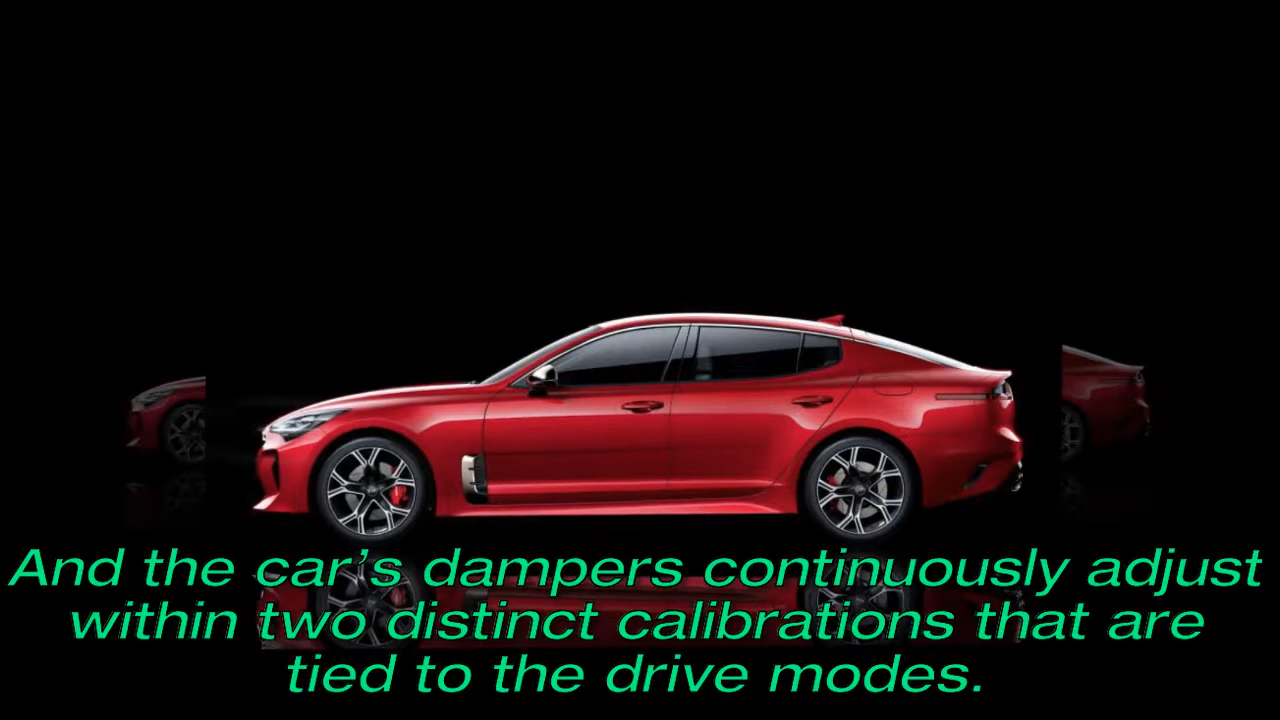 And the car’s dampers continuously adjust
within two distinct calibrations that are
tied to the drive modes.